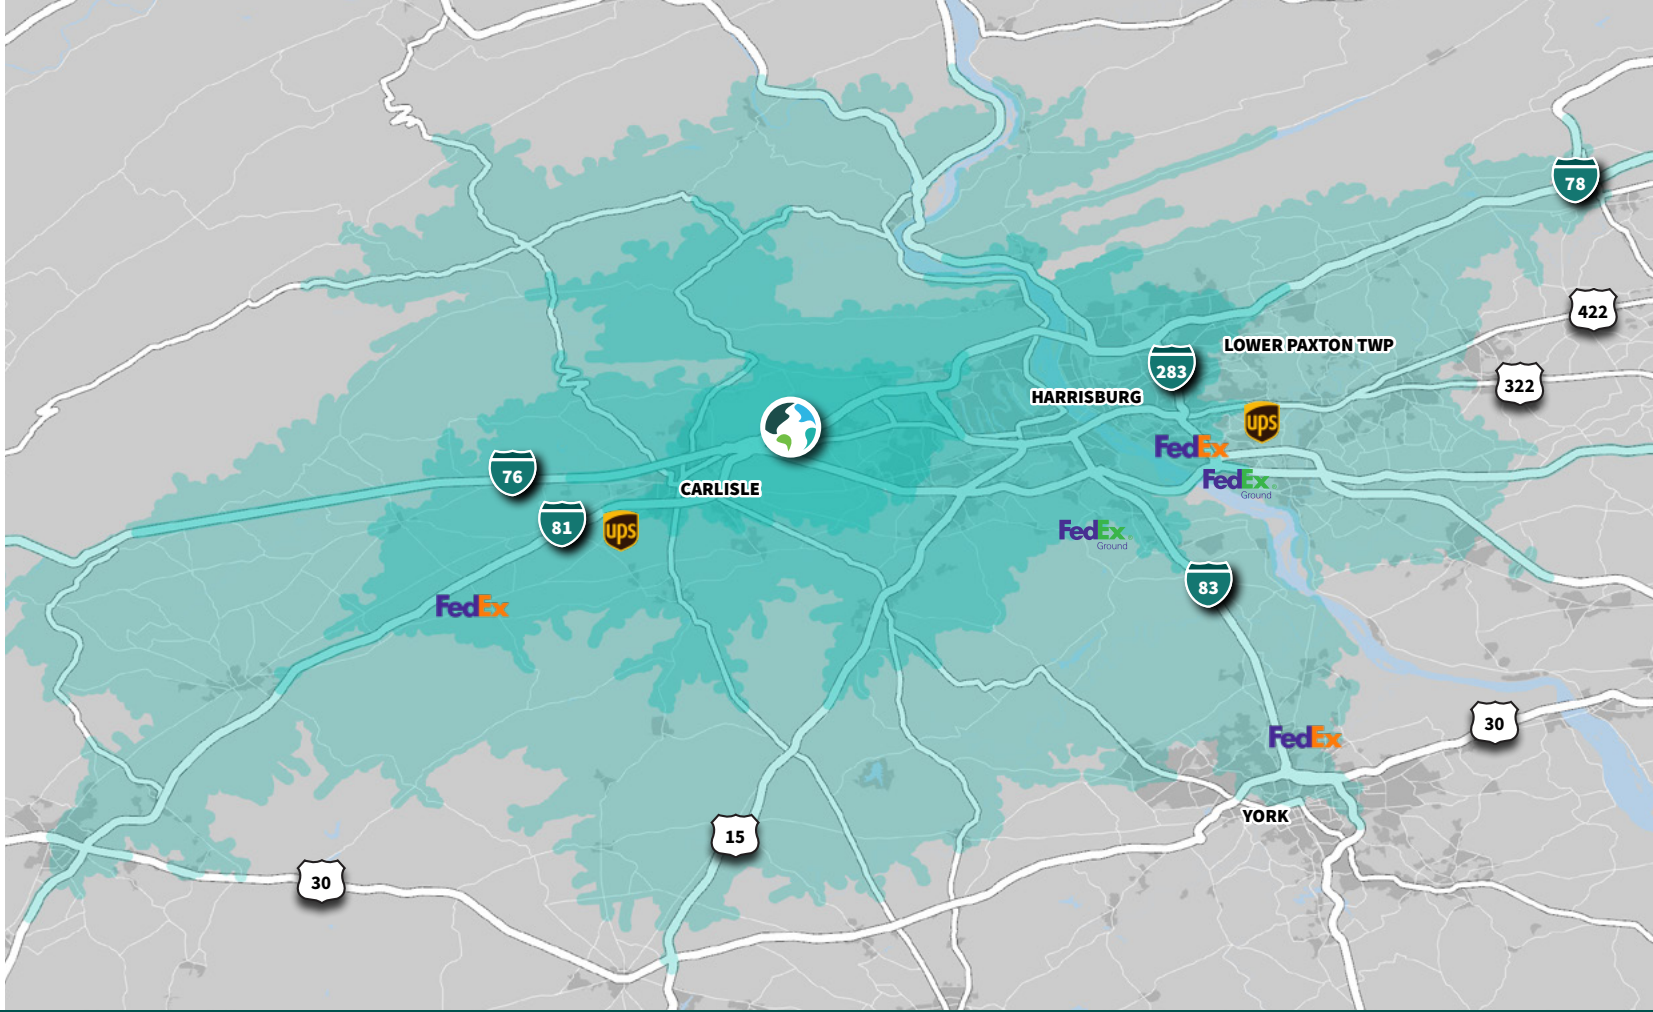 78
422
LOWER PAXTON TWP
283
322
HARRISBURG
ups
FedEx
76
CARLISLE
FedEx
Ground
81
ups
FedEx
Ground
83
FedEx
30
FedEx
YORK
15
30